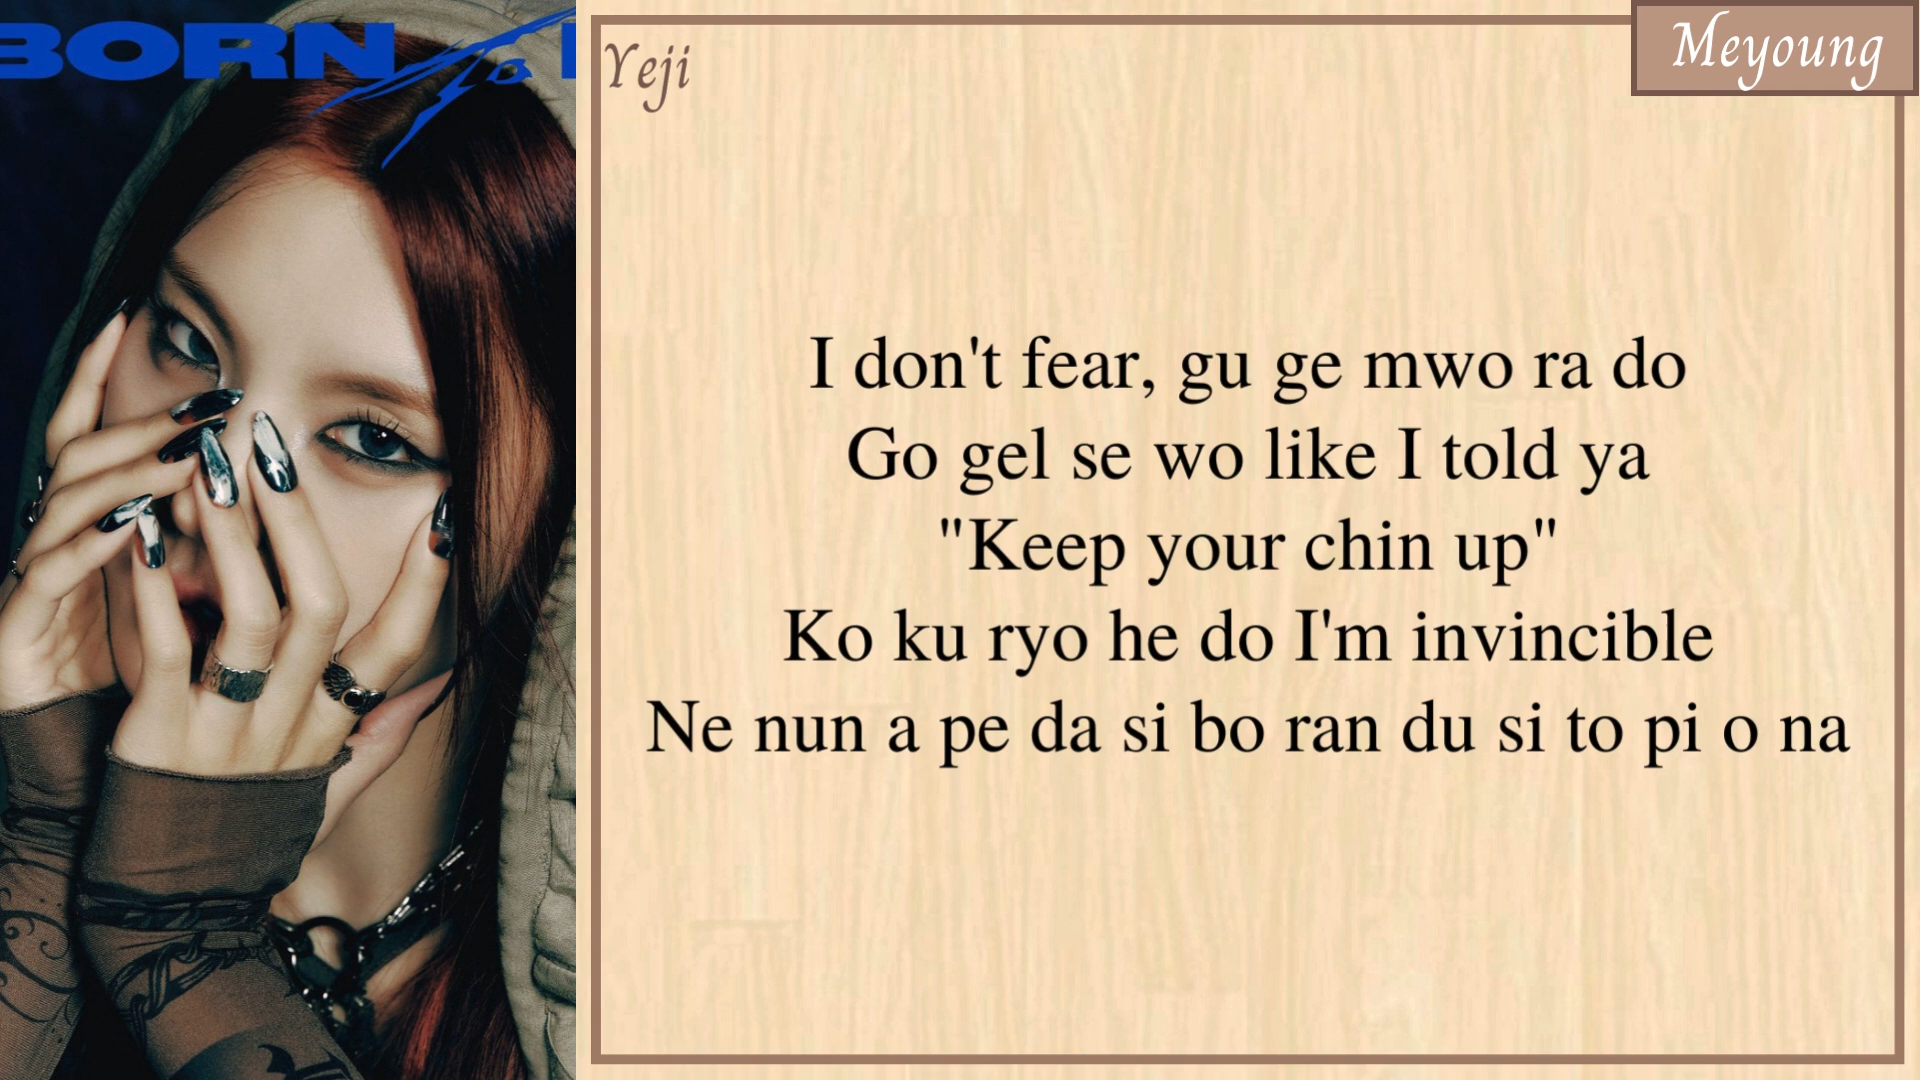 BORN To
Yeji
Meyoung
I don't fear, gu ge mwo ra do
Go gel se wo like I told ya
"Keep your chin up"
Ko ku ryo he do I'm invincible
Ne nun a pe da si bo ran du si to pi o na